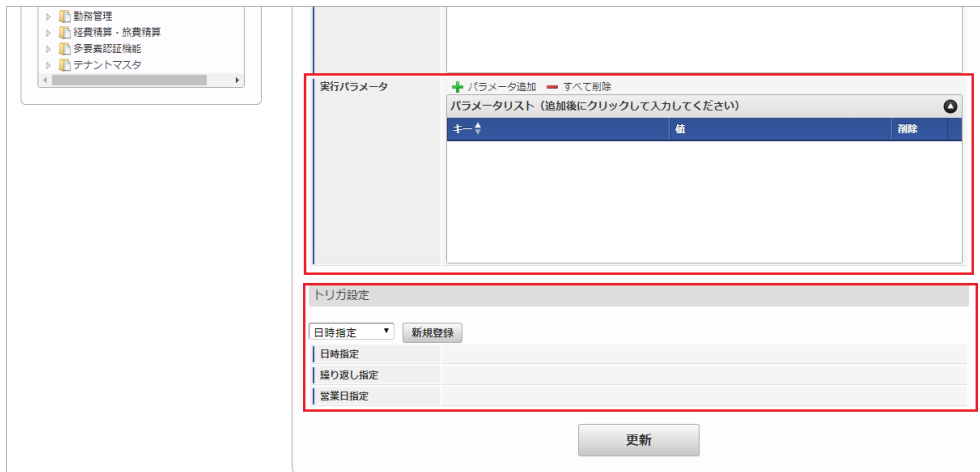 勤務管理
経費精算・旅費精算
多要素認証機能
テナントマスタ
実行パラメータ
パラメータ追加 すべて削除
パラメータリスト（追加後にクリックして入力してください）
キー 値 削除
トリガ設定
日時指定 新規登録
日時指定
繰り返し指定
営業日指定
更新